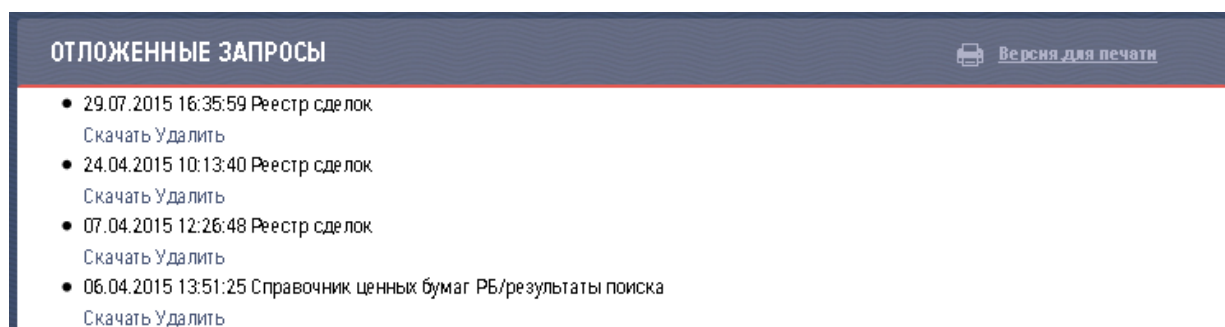 ОТЛОЖЕННЫЕ ЗАПРОСЫ
Версия для печати
29.07.2015 16:35:59 Реестр сделок
Скачать Удалить
24.04.2015 10:13:40 Реестр сделок
Скачать Удалить
07.04.2015 12:26:48 Реестр сделок
Скачать Удалить
06.04.2015 13:51:25 Справочник ценных бумаг РБ/результаты поиска
Скачать Удалить